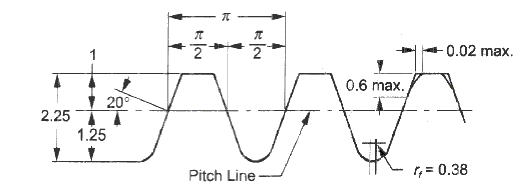 π
π/2 π/2
0.02 max.
1
0.6 max.
20°
2.25
1.25
Pitch Line
r_f = 0.38